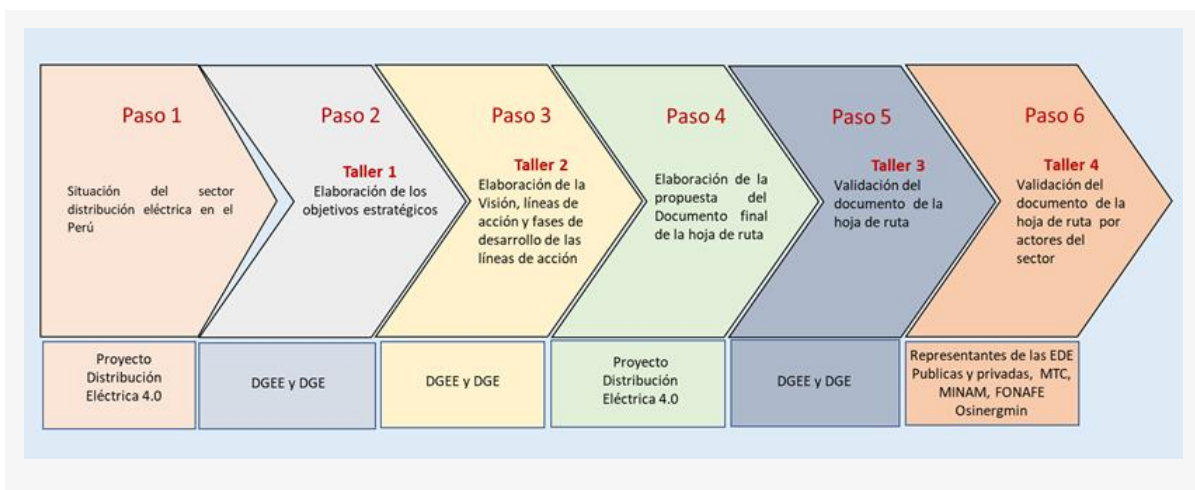 Paso 1
Situación del sector
distribución eléctrica en el
Perú
Paso 2
Taller 1
Elaboración de los
objetivos estratégicos
Paso 3
Taller 2
Elaboración de la
Visión, líneas de
acción y fases de
desarrollo de las
líneas de acción
Paso 4
Elaboración de la
propuesta del
Documento final
de la hoja de ruta
Paso 5
Taller 3
Validación del
documento de la
hoja de ruta
Paso 6
Taller 4
Validación del
documento de la
hoja de ruta por
actores del
sector
Proyecto
Distribución
Eléctrica 4.0
DGEE y DGE
DGEE y DGE
Proyecto
Distribución
Eléctrica 4.0
DGEE y DGE
Representantes de las EDE
Publicas y privadas, MTC,
MINAM, FONAFE
Osinergmin